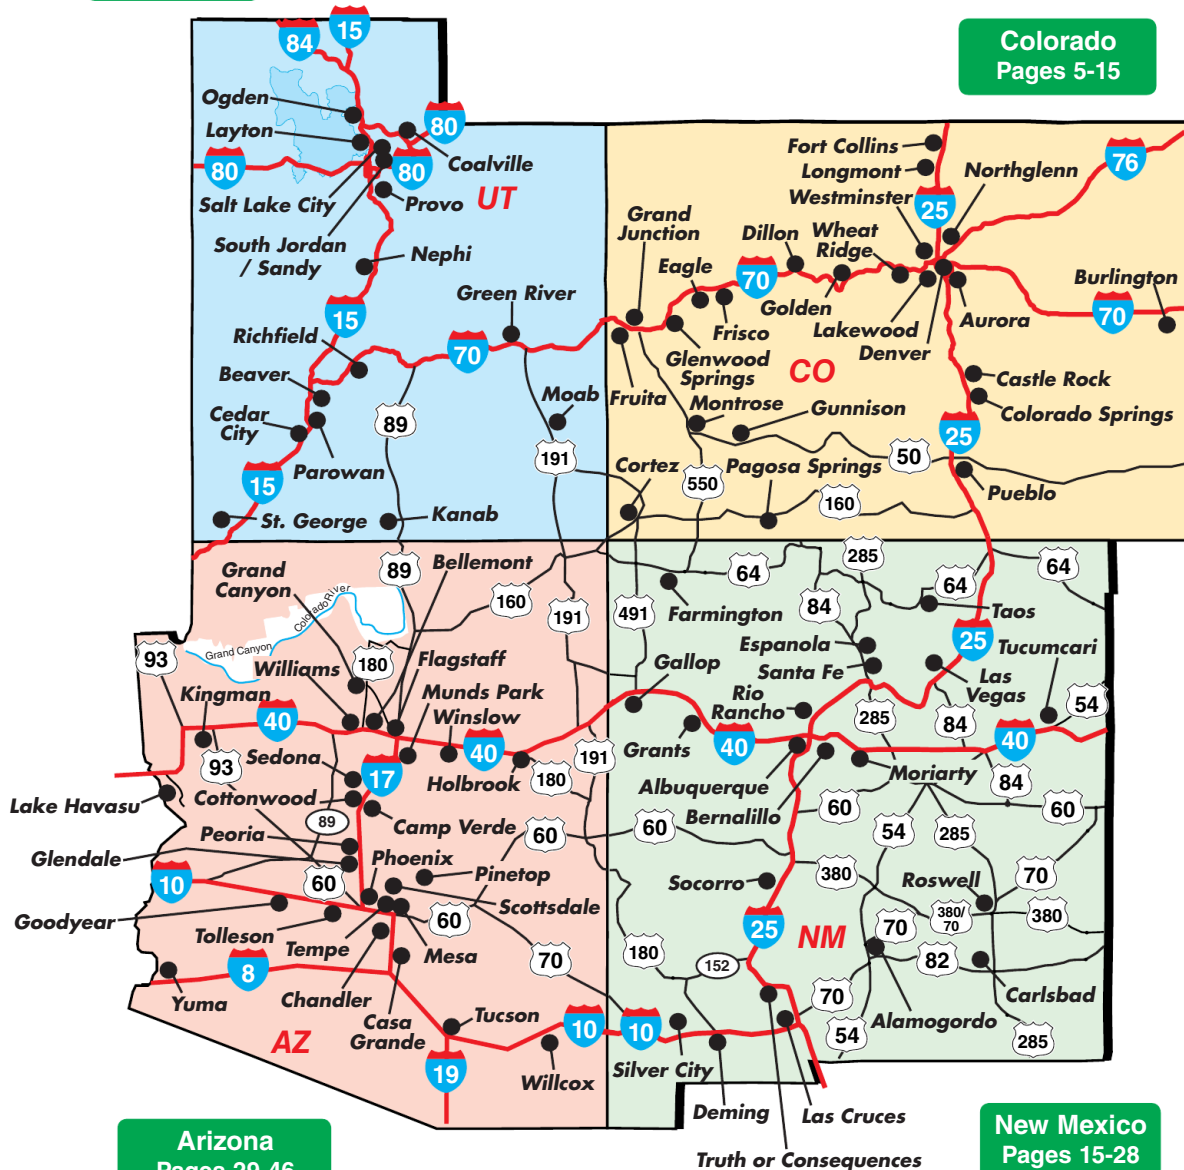 84
15
Colorado
Pages 5-15
Ogden
Layton
80
80
80
Coalville
Salt Lake City
Provo
UT
South Jordan
/ Sandy
Nephi
Green River
15
Richfield
70
Beaver
Cedar
City
Parowan
89
Moab
191
15
St. George
Kanab
Fort Collins
Longmont
Westminster
Northglenn
76
25
Grand
Junction
Dillon
Wheat
Ridge
Eagle
70
Burlington
Golden
Frisco
Lakewood
Denver
Aurora
70
Glenwood
Springs
CO
Fruita
Castle Rock
Montrose
Gunnison
Colorado Springs
25
50
Cortez
Pagosa Springs
550
160
Pueblo
Grand
Canyon
89
Bellemont
Colorado River
Grand Canyon
160
191
93
180
Williams
Flagstaff
Kingman
Munds Park
40
Winslow
93
Sedona
17
40
Holbrook
180
191
Lake Havasu
Cottonwood
89
Camp Verde
Peoria
60
Glendale
Phoenix
Pinetop
10
60
Scottsdale
Goodyear
60
Tolleson
Tempe
Mesa
70
8
Yuma
Chandler
Casa
Grande
Tucson
10
AZ
19
Willcox
285
64
64
64
84
491
Farmington
Taos
Espanola
25
Tucumcari
Gallop
Santa Fe
Las
Vegas
Rio
Rancho
54
285
84
Grants
40
40
Albuquerque
Moriarty
84
Bernalillo
60
60
60
54
285
380
70
Socorro
Roswell
380/
70
380
25
NM
70
180
152
82
70
Carlsbad
54
Alamogordo
285
10
Silver City
Deming
Las Cruces
Truth or Consequences
Arizona
New Mexico
Pages 15-28